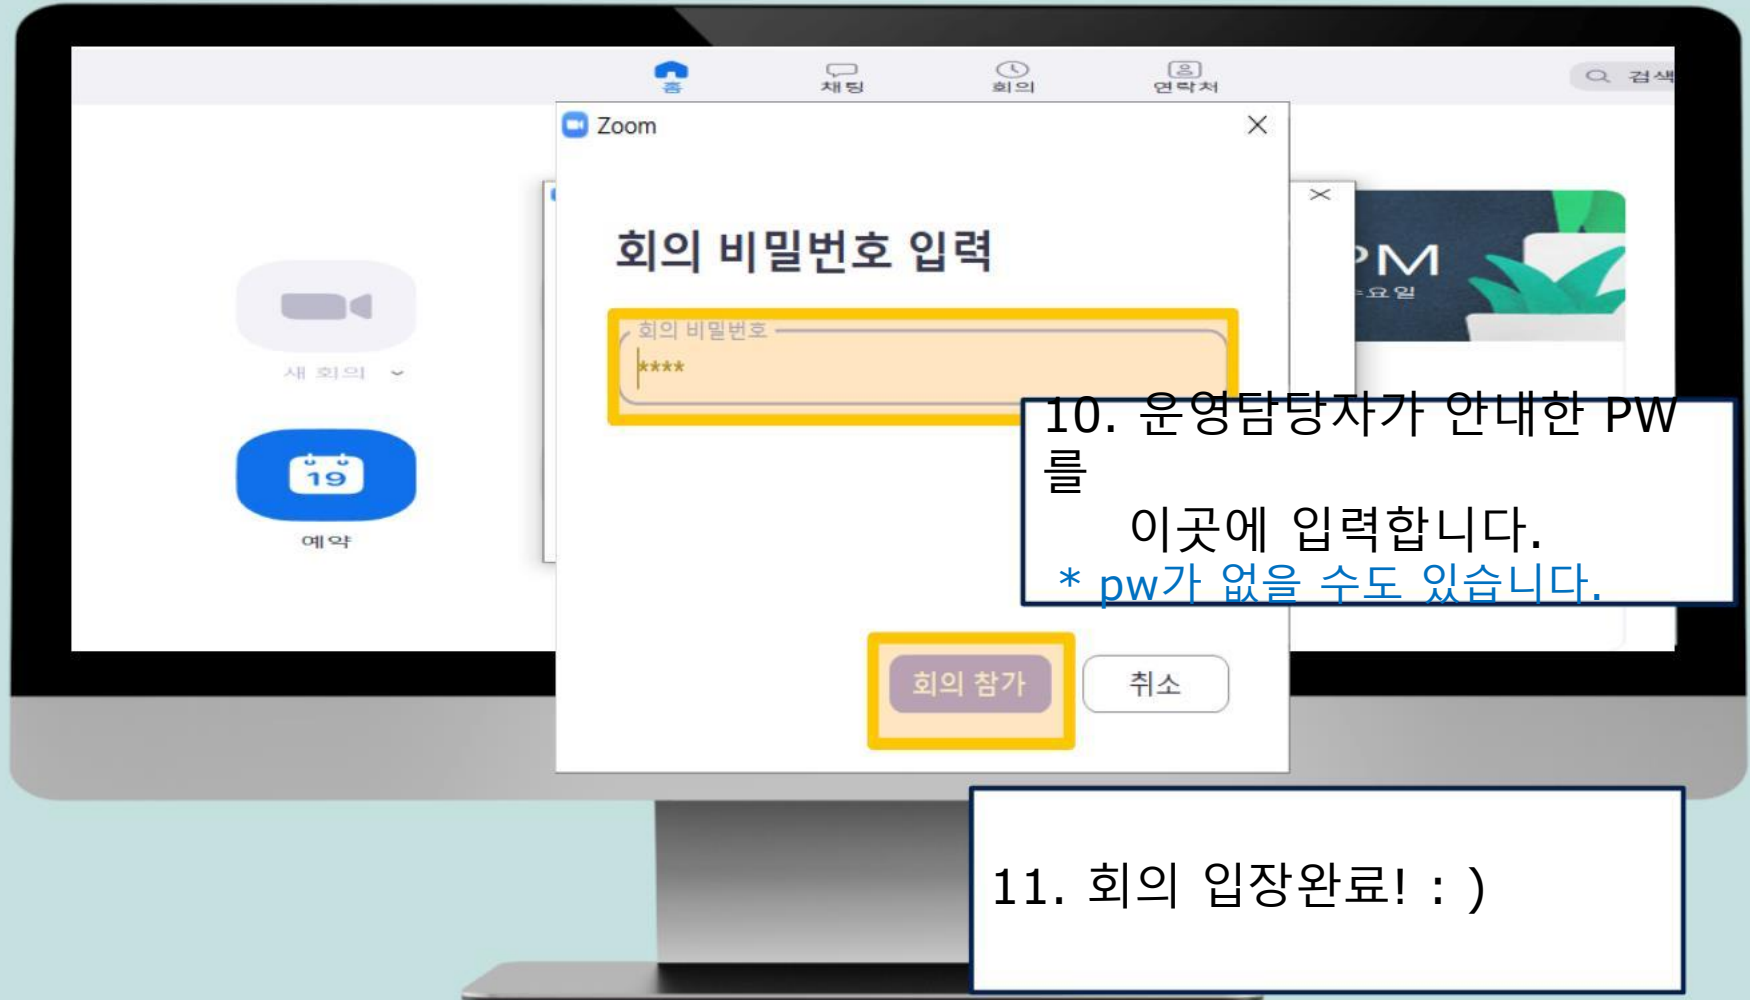 홈
채팅
회의
연락처
검색
Zoom
회의 비밀번호 입력
회의 비밀번호
****
새 회의
19
예약
PM
요일
10. 운영담당자가 안내한 PW
를
이곳에 입력합니다.
* pw가 없을 수도 있습니다.
회의 참가
취소
11. 회의 입장완료! : )